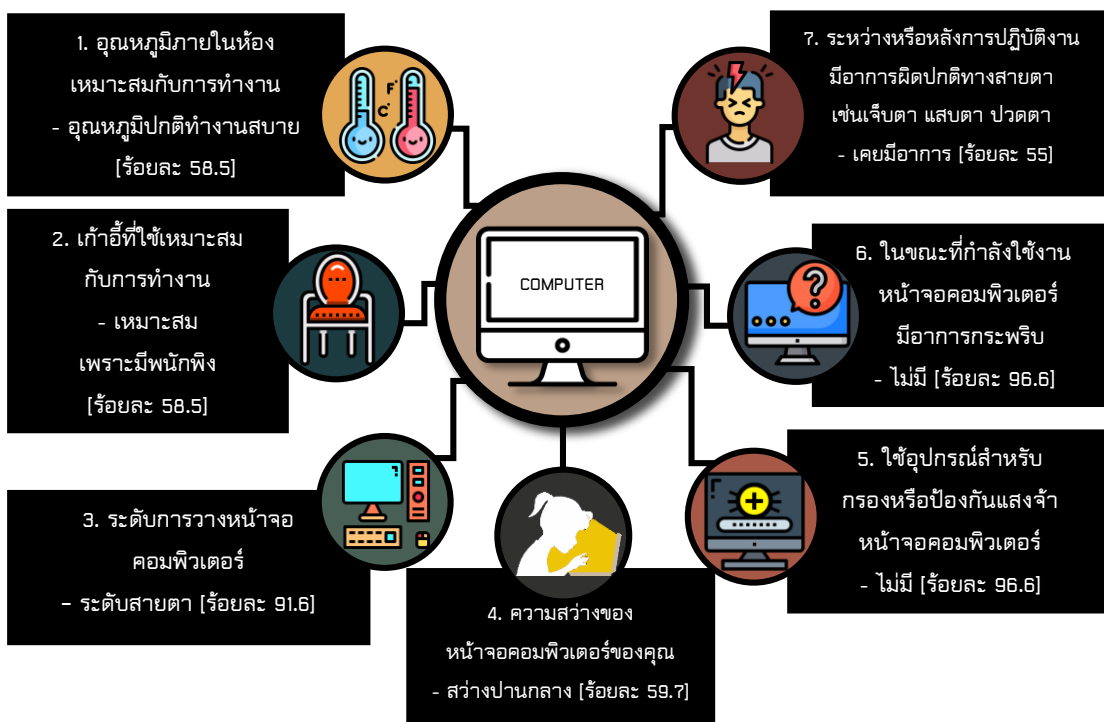 1. อุณหภูมิภายในห้อง
เหมาะสมกับการทำงาน
- อุณหภูมิปกติทำงานสบาย
[ร้อยละ 58.5]
F°
C°
2. เก้าอี้ที่ใช้เหมาะสม
กับการทำงาน
- เหมาะสม
เพราะมีพนักพิง
[ร้อยละ 58.5]
3. ระดับการวางหน้าจอ
คอมพิวเตอร์
- ระดับสายตา [ร้อยละ 91.6]
COMPUTER
4. ความสว่างของ
หน้าจอคอมพิวเตอร์ของคุณ
- สว่างปานกลาง [ร้อยละ 59.7]
5. ใช้อุปกรณ์สำหรับ
กรองหรือป้องกันแสงจ้า
หน้าจอคอมพิวเตอร์
- ไม่มี [ร้อยละ 96.6]
6. ในขณะที่กำลังใช้งาน
หน้าจอคอมพิวเตอร์
มีอาการกระพริบ
- ไม่มี [ร้อยละ 96.6]
?
7. ระหว่างหรือหลังการปฏิบัติงาน
มีอาการผิดปกติทางสายตา
เช่นเจ็บตา แสบตา ปวดตา
- เคยมีอาการ [ร้อยละ 55]